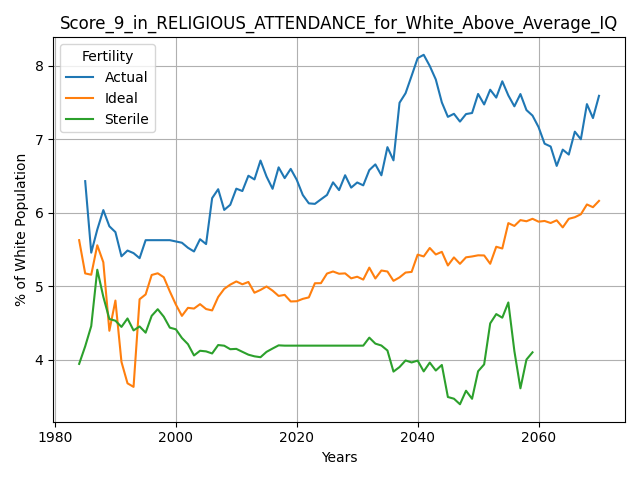 Score_9_in_RELIGIOUS_ATTENDANCE_for_White_Above_Average_IQ
Fertility
Actual
Ideal
Sterile
% of White Population
8
7
6
5
4
1980 2000 2020 2040 2060
Years